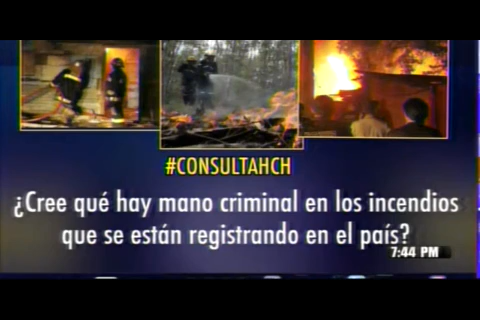 #CONSULTAHCH
¿Cree qué hay mano criminal en los incendios
que se están registrando en el país?
7:44 PM